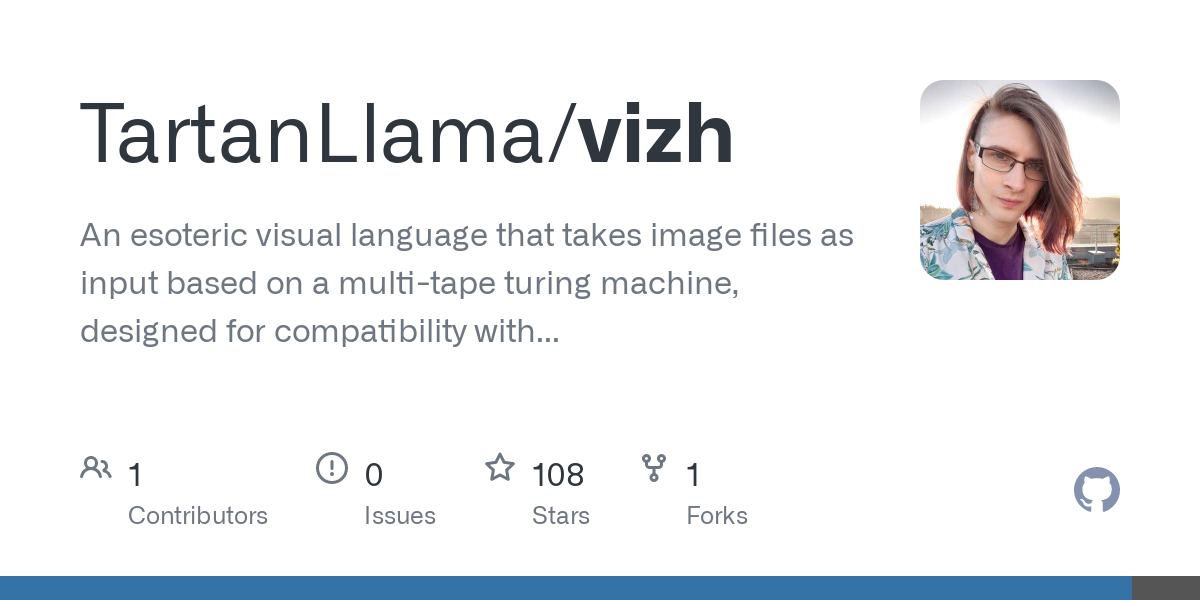 TartanLlama/vizh
An esoteric visual language that takes image files as
input based on a multi-tape turing machine,
designed for compatibility with...
1 0 108 1
Contributors Issues Stars Forks